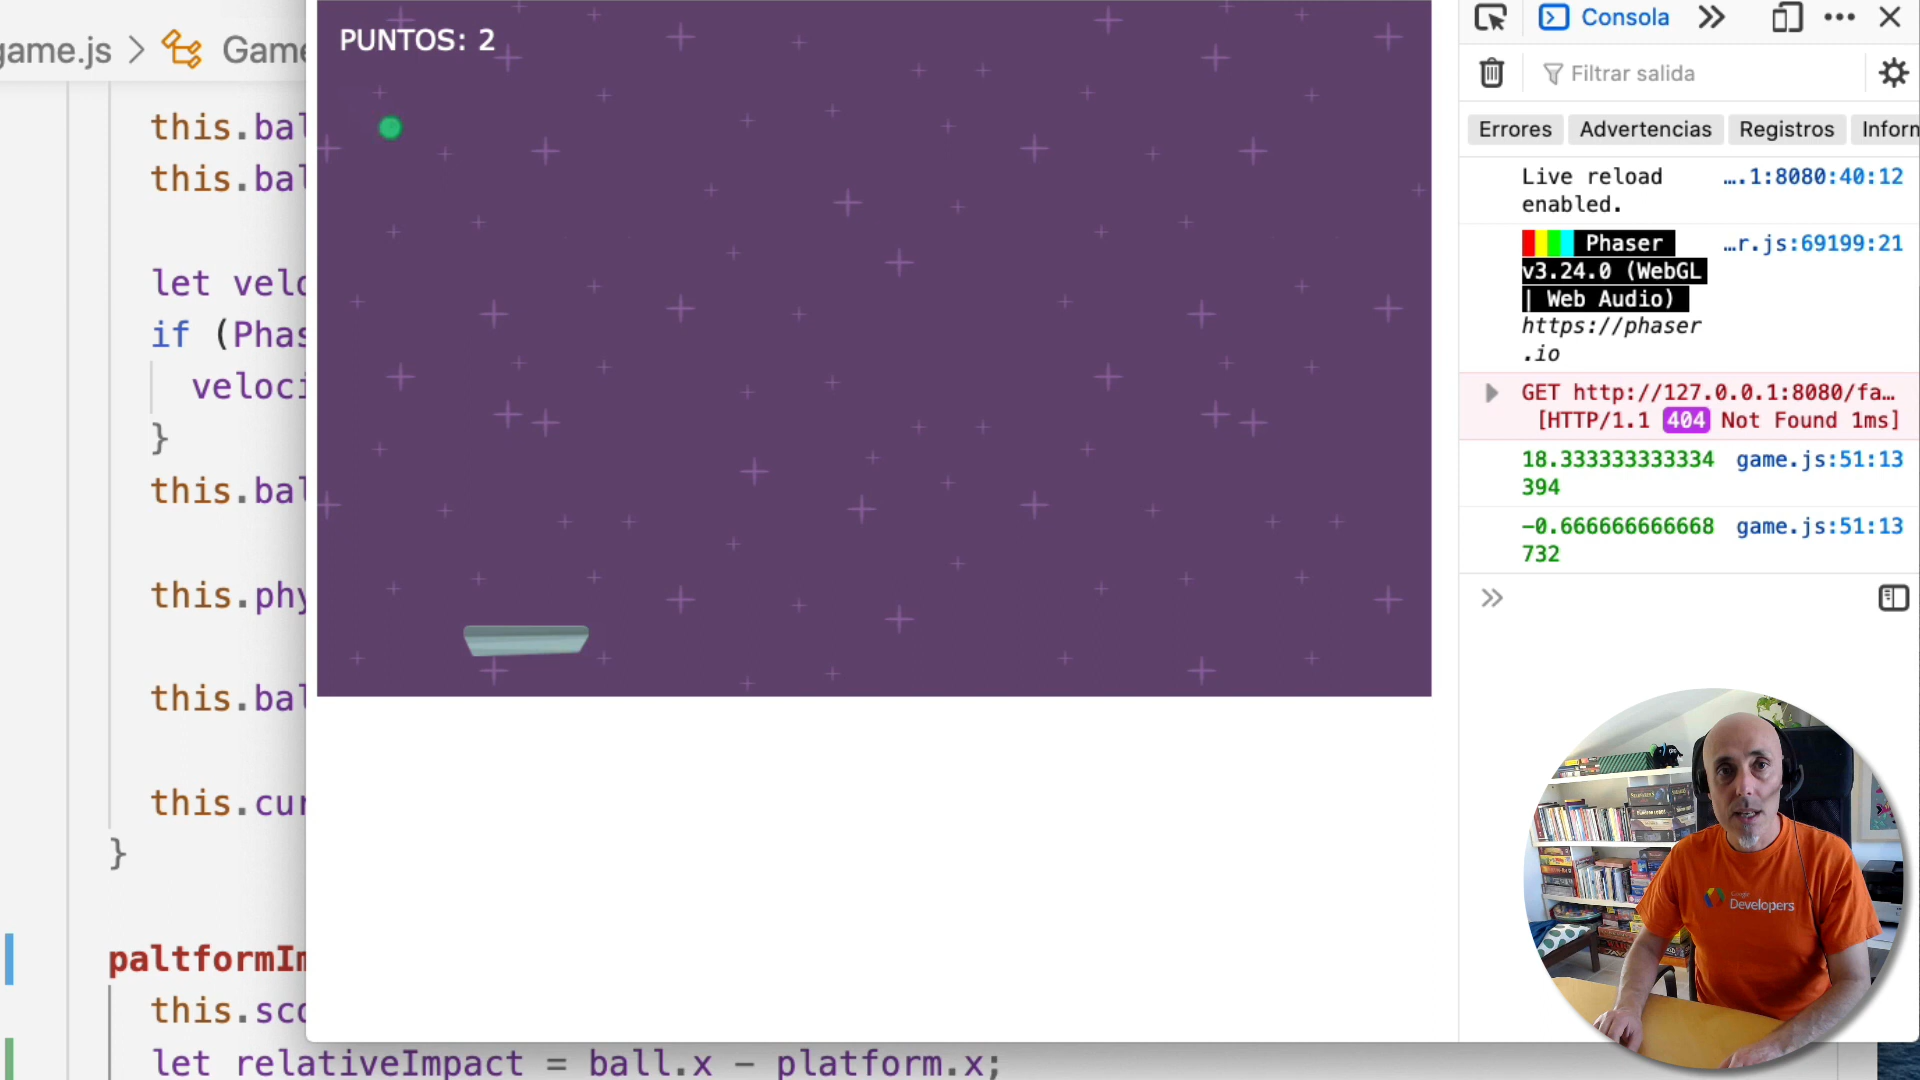 game.js > Game
this.bal
this.bal
let velo
if (Phas
veloci
}
this.bal
this.phy
this.bal
this.cur
}
paltformIm
this.sco
let relativeImpact = ball.x - platform.x;
PUNTOS: 2
Consola
Filtrar salida
Errores Advertencias Registros Inform
Live reload ….1:8080:40:12
enabled.
Phaser …r.js:69199:21
v3.24.0 (WebGL
| Web Audio)
https://phaser
.io
GET http://127.0.0.1:8080/fa…
[HTTP/1.1 404 Not Found 1ms]
18.333333333334 game.js:51:13
394
-0.666666666668 game.js:51:13
732
Developers